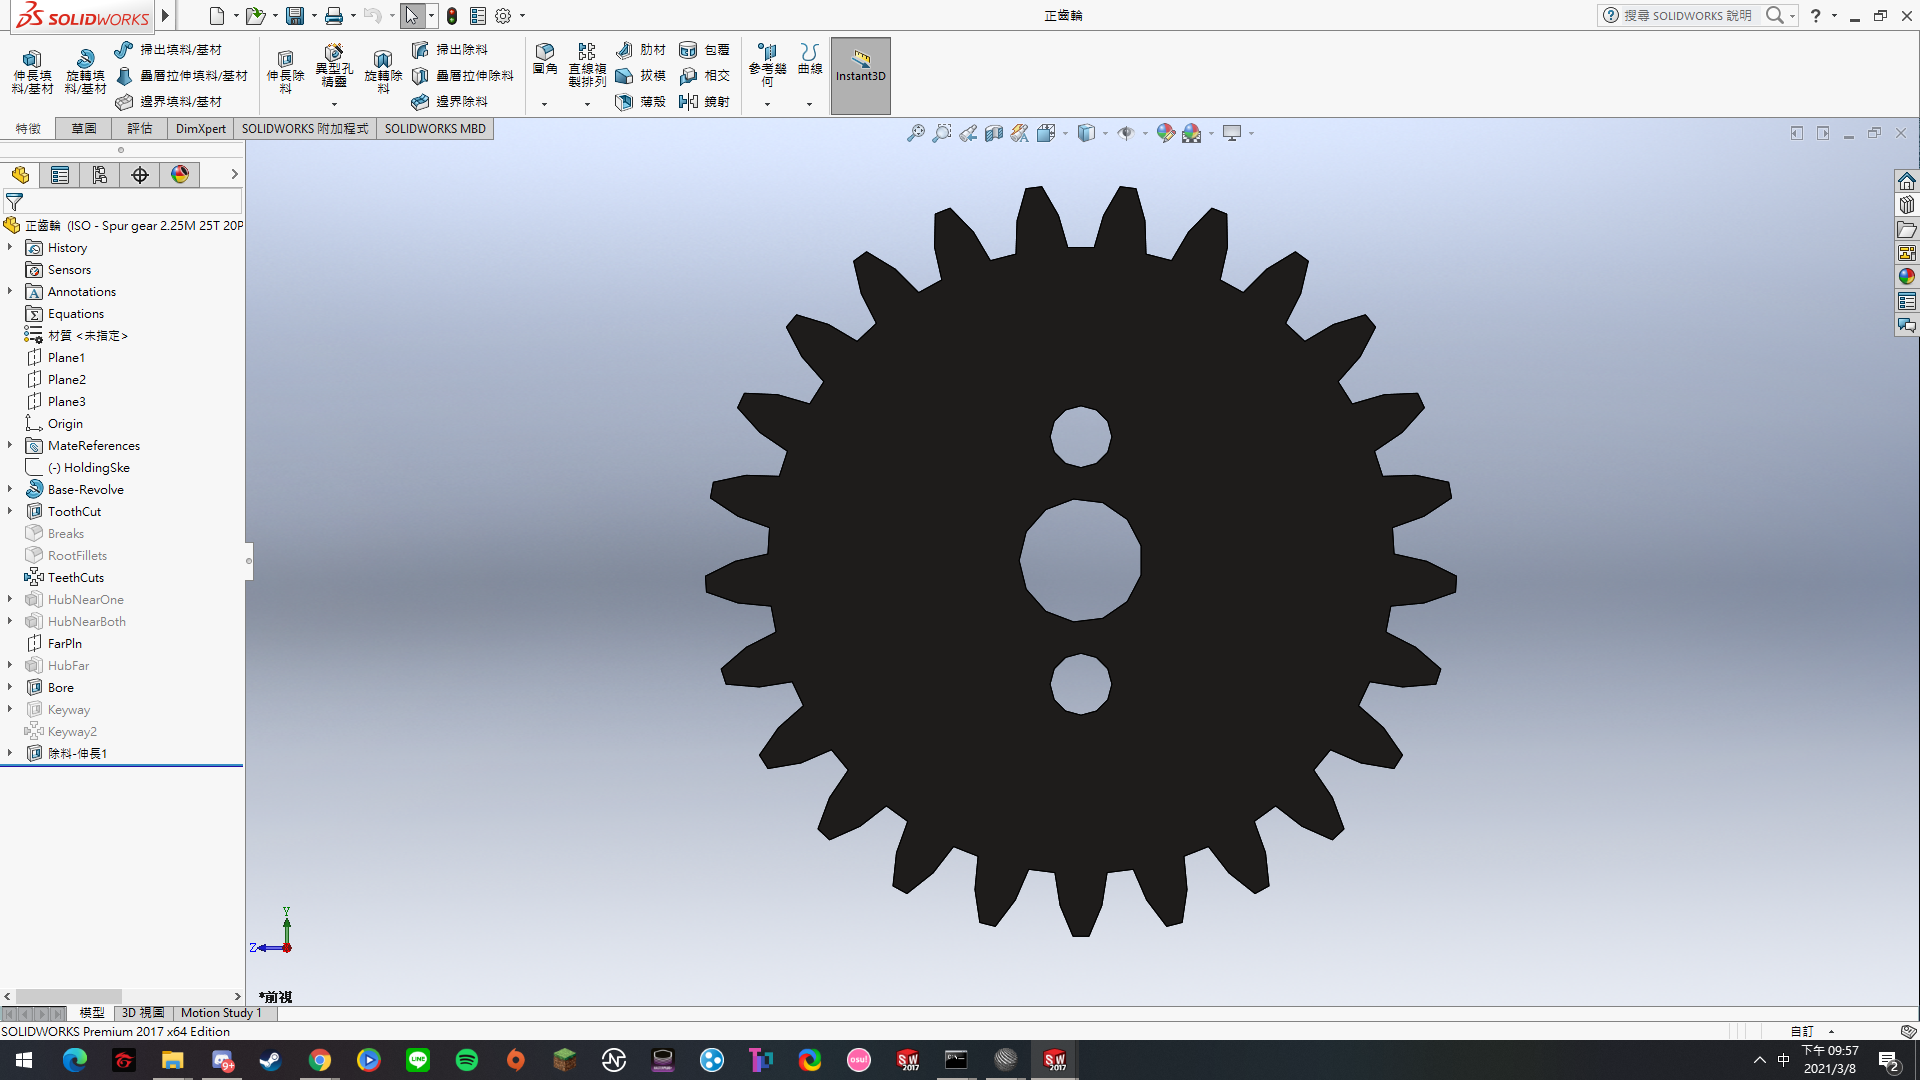 SOLIDWORKS
正齒輪
搜尋 SOLIDWORKS 說明
伸長填料/基材
旋轉填料/基材
掃出填料/基材
疊層拉伸填料/基材
邊界填料/基材
伸長除料
異型孔精靈
旋轉除料
掃出除料
疊層拉伸除料
邊界除料
圓角
直線複製排列
肋材
拔模
薄殼
包覆
相交
鏡射
參考幾何
曲線
Instant3D
特徵
草圖
評估
DimXpert
SOLIDWORKS 附加程式
SOLIDWORKS MBD
正齒輪 (ISO - Spur gear 2.25M 25T 20P
History
Sensors
Annotations
Equations
材質 <未指定>
Plane1
Plane2
Plane3
Origin
MateReferences
(-) HoldingSke
Base-Revolve
ToothCut
Breaks
RootFillets
TeethCuts
HubNearOne
HubNearBoth
FarPln
HubFar
Bore
Keyway
Keyway2
除料-伸長1
Y
Z
*前視
模型
3D 視圖
Motion Study 1
SOLIDWORKS Premium 2017 x64 Edition
自訂
9+
LINE
osu!
SW 2017
SW 2017
中
下午 09:57
2021/3/8
2